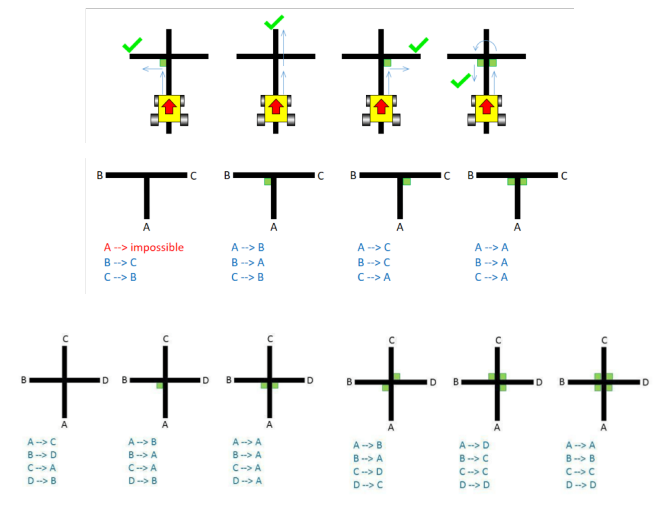 B C B C B C B C
A A A A
A --> impossible A --> B A --> C A --> A
B --> C B --> A B --> C B --> A
C --> B C --> B C --> A C --> A
C C C C C C
B D B D B D B D B D B D
A A A A A A
A --> C A --> B A --> A A --> B A --> D A --> A
B --> D B --> A B --> A B --> A B --> C B --> B
C --> A C --> A C --> A C --> D C --> C C --> C
D --> B D --> B D --> A D --> C D --> D D --> D